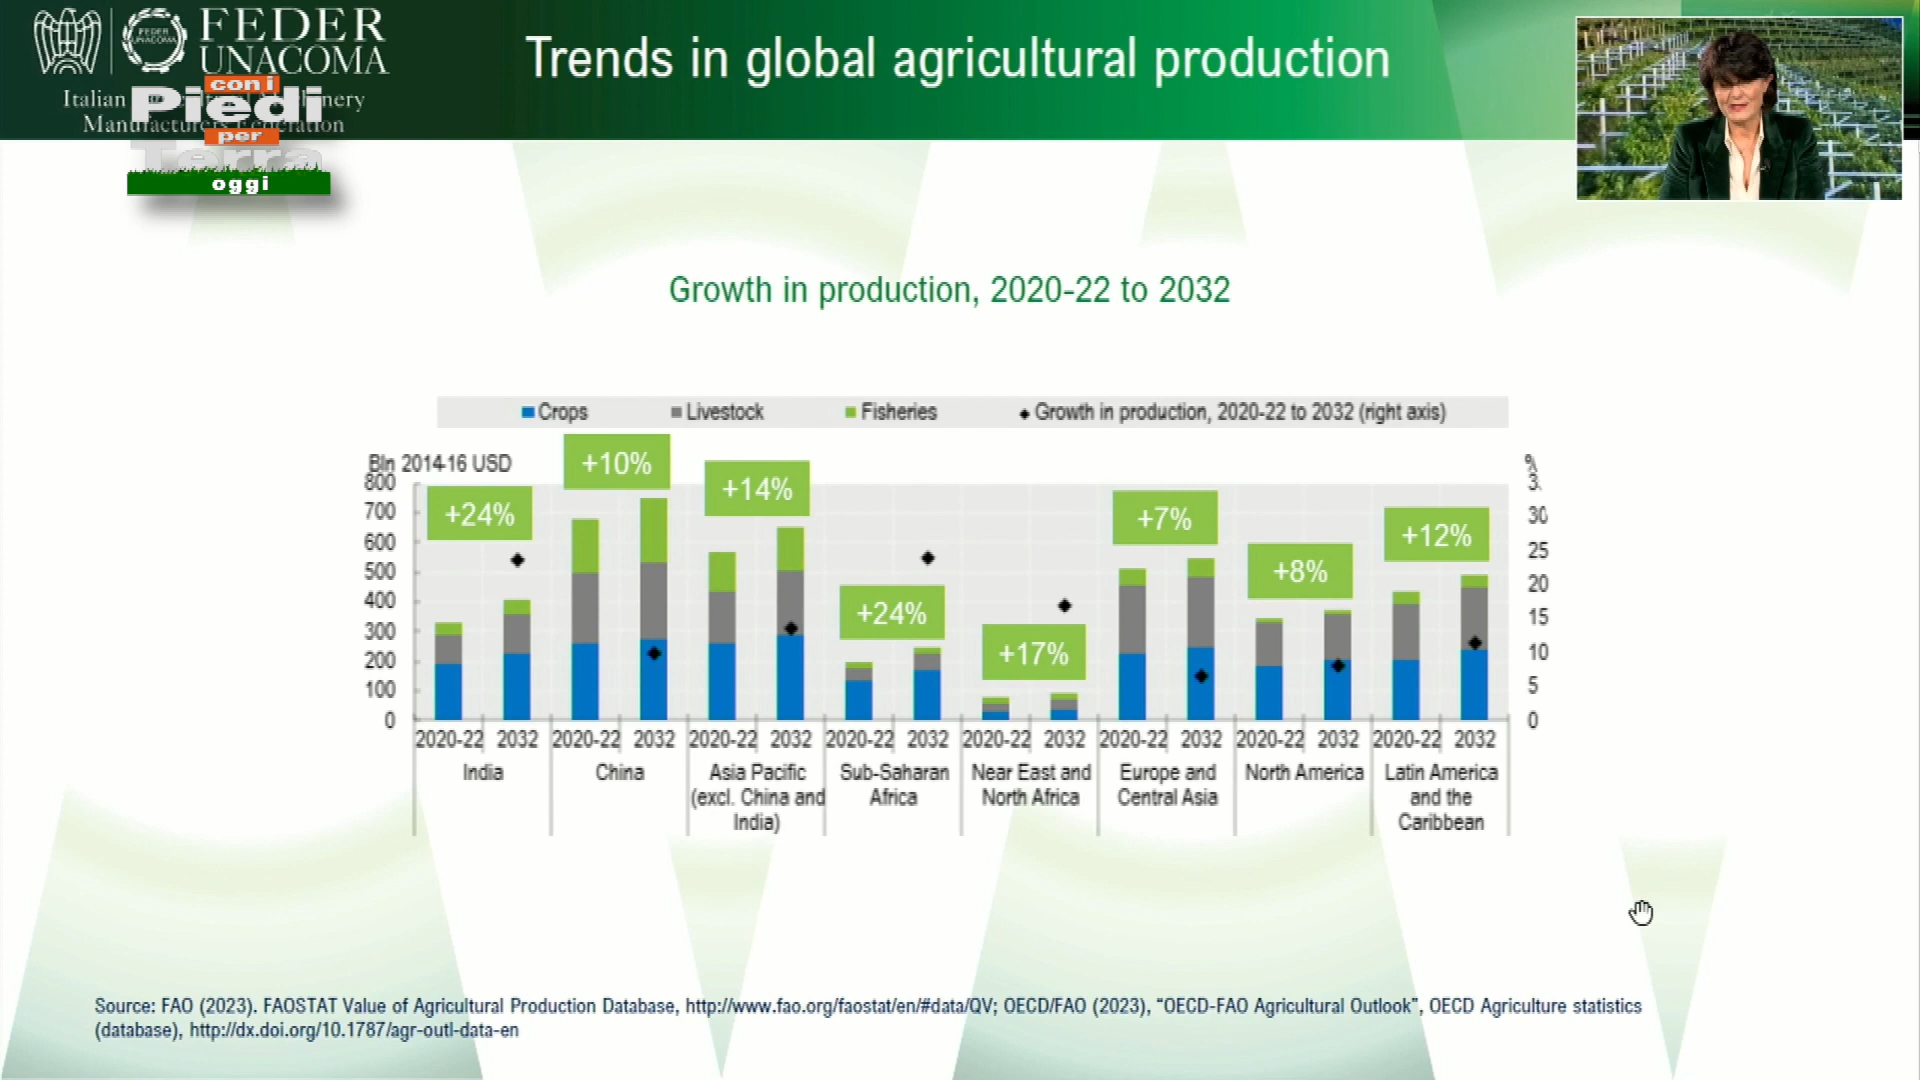 FEDER
UNACOMA
Italian
nery
Manufacturers Federation
con i
Piedi
per
Terra
oggi
Trends in global agricultural production
Growth in production, 2020-22 to 2032
Crops Livestock Fisheries Growth in production, 2020-22 to 2032 (right axis)
Bln 2014-16 USD
%
800
700
600
500
400
300
200
100
0
+24%
+10%
+14%
+24%
+17%
+7%
+8%
+12%
3
30
25
20
15
10
5
0
2020-22 2032 2020-22 2032 2020-22 2032 2020-22 2032 2020-22 2032 2020-22 2032 2020-22 2032 2020-22 2032
India
China
Asia Pacific
(excl. China and
India)
Sub-Saharan
Africa
Near East and
North Africa
Europe and
Central Asia
North America
Latin America
and the
Caribbean
Source: FAO (2023). FAOSTAT Value of Agricultural Production Database, http://www.fao.org/faostat/en/#data/QV; OECD/FAO (2023), “OECD-FAO Agricultural Outlook”, OECD Agriculture statistics
(database), http://dx.doi.org/10.1787/agr-outl-data-en